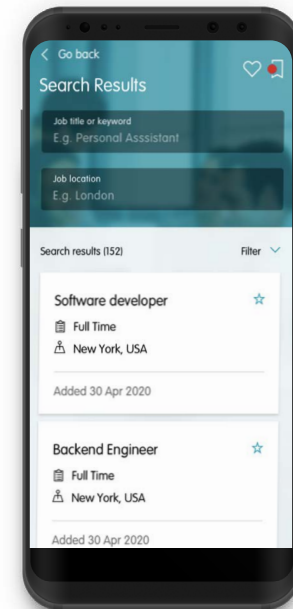 Go back
Search Results
Job title or keyword
E.g. Personal Asssistant
Job location
E.g. London
Search results (152)
Filter
Software developer
Full Time
New York, USA
Added 30 Apr 2020
Backend Engineer
Full Time
New York, USA
Added 30 Apr 2020